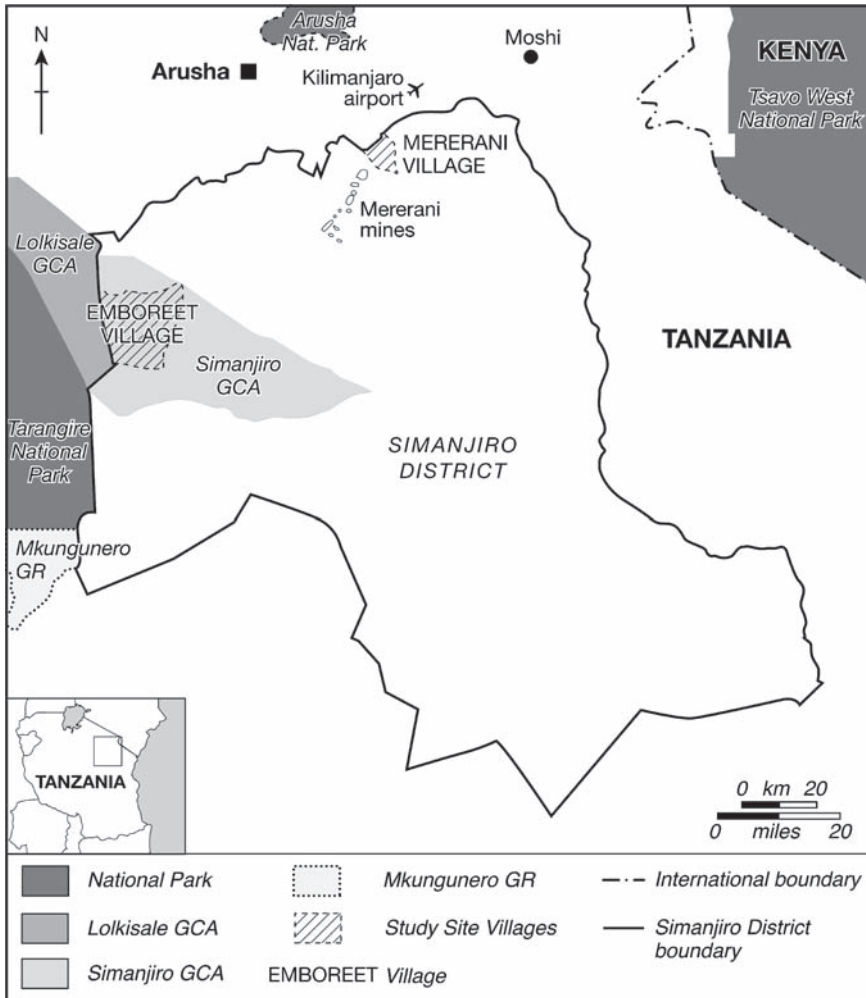 N
Arusha
Nat. Park
Arusha
Moshi
Kilimanjaro
airport
KENYA
Tsavo West
National Park
MERERANI
VILLAGE
Mererani
mines
Lolkisale
GCA
EMBOREET
VILLAGE
Simanjiro
GCA
TANZANIA
Tarangire
National
Park
SIMANJIRO
DISTRICT
Mkungunero
GR
TANZANIA
0 km 20
0 miles 20
National Park
Mkungunero GR
International boundary
Lolkisale GCA
Study Site Villages
Simanjiro District
boundary
Simanjiro GCA
EMBOREET Village